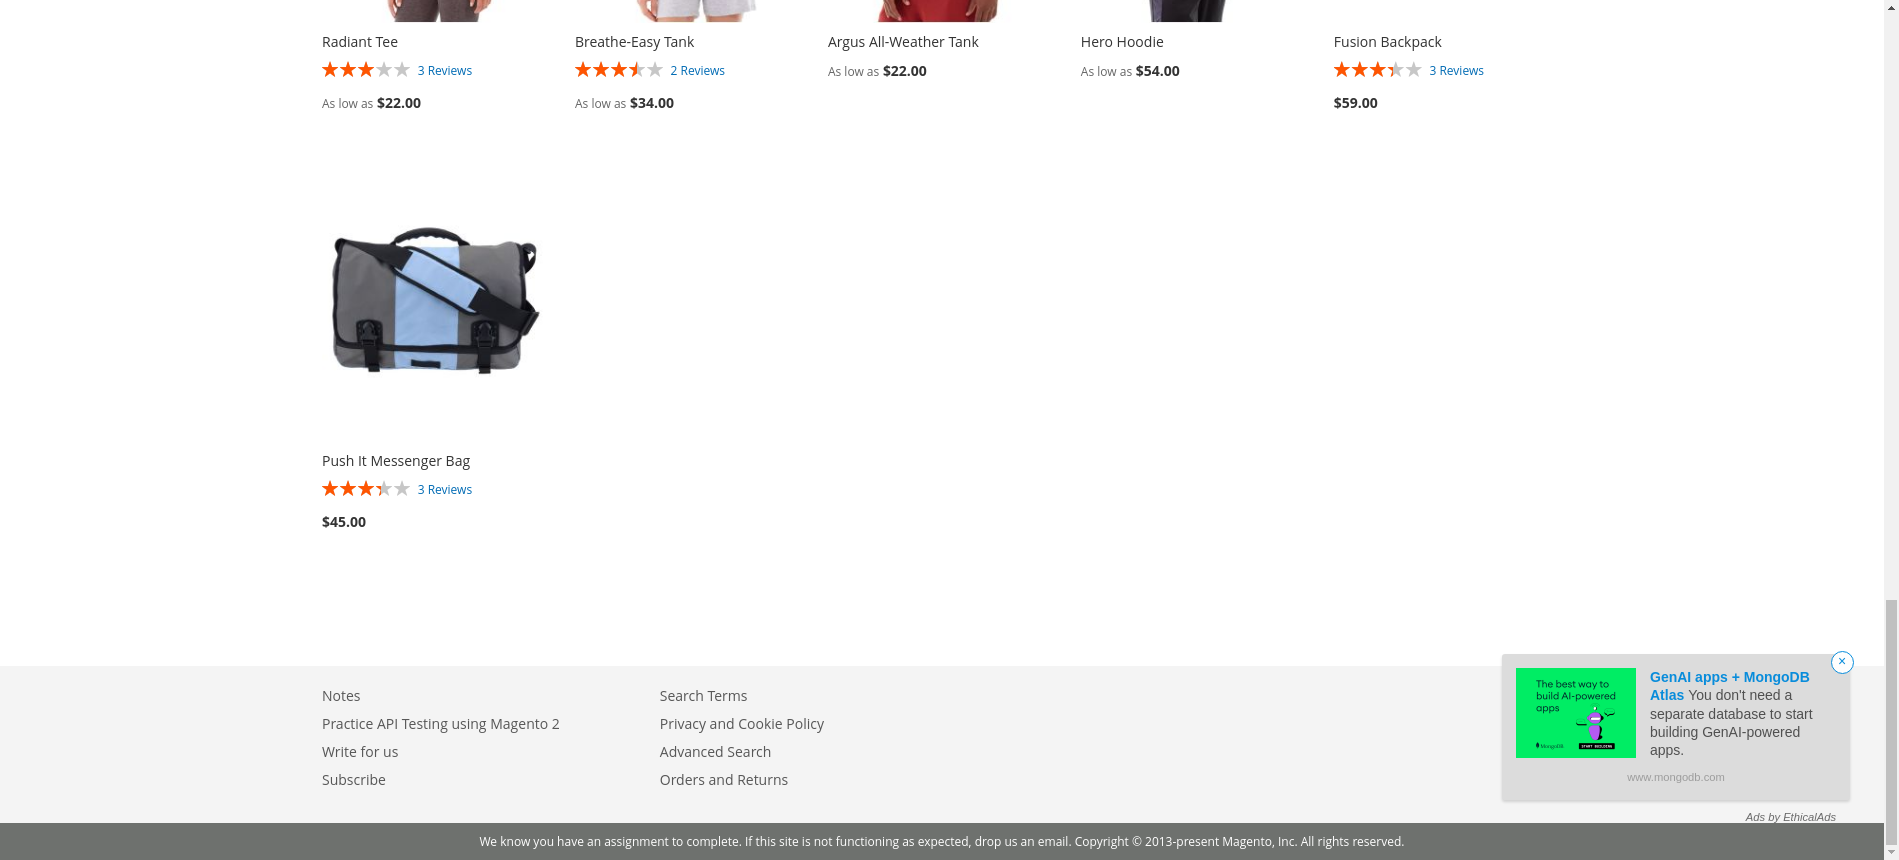 Radiant Tee
3 Reviews
As low as $22.00
Breathe-Easy Tank
2 Reviews
As low as $34.00
Argus All-Weather Tank
As low as $22.00
Hero Hoodie
As low as $54.00
Fusion Backpack
3 Reviews
$59.00
Push It Messenger Bag
3 Reviews
$45.00
Notes
Practice API Testing using Magento 2
Write for us
Subscribe
Search Terms
Privacy and Cookie Policy
Advanced Search
Orders and Returns
The best way to
build AI-powered
apps
MongoDB
START BUILDING
GenAI apps + MongoDB
Atlas You don't need a
separate database to start
building GenAI-powered
apps.
www.mongodb.com
Ads by EthicalAds
We know you have an assignment to complete. If this site is not functioning as expected, drop us an email. Copyright © 2013-present Magento, Inc. All rights reserved.